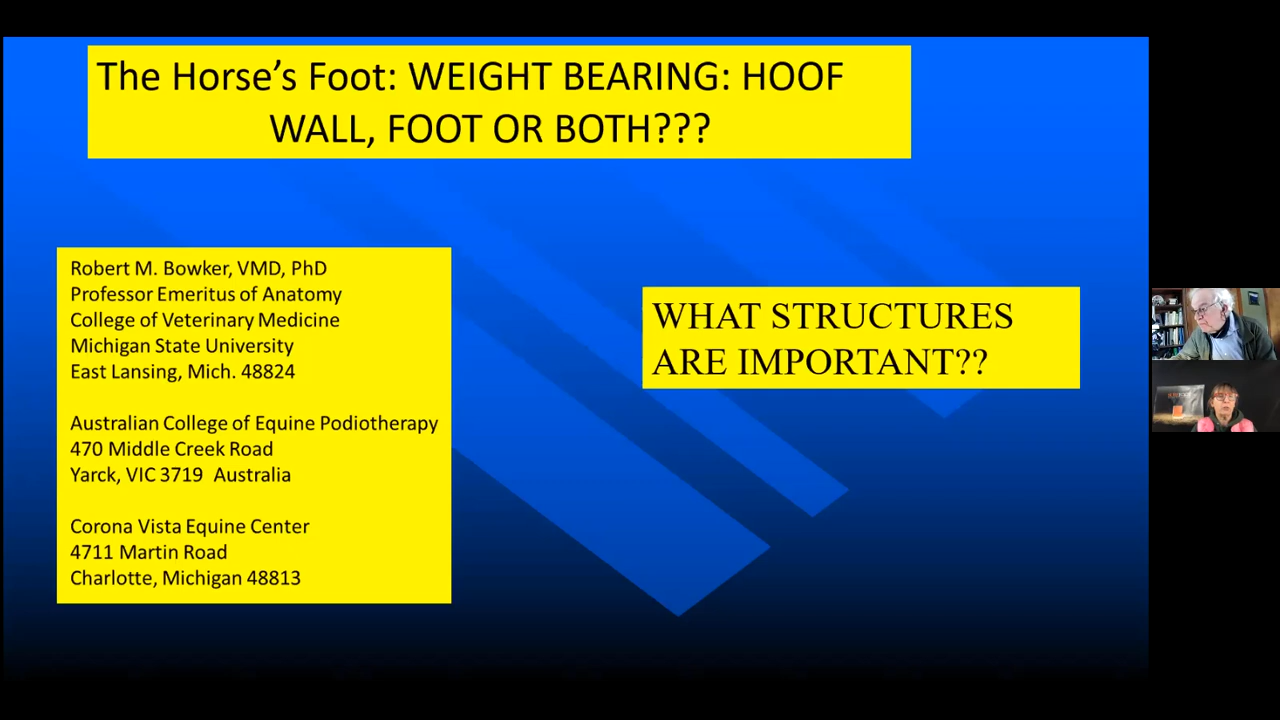 The Horse's Foot: WEIGHT BEARING: HOOF
WALL, FOOT OR BOTH???
Robert M. Bowker, VMD, PhD
Professor Emeritus of Anatomy
College of Veterinary Medicine
Michigan State University
East Lansing, Mich. 48824
Australian College of Equine Podiotherapy
470 Middle Creek Road
Yarck, VIC 3719 Australia
Corona Vista Equine Center
4711 Martin Road
Charlotte, Michigan 48813
WHAT STRUCTURES
ARE IMPORTANT??